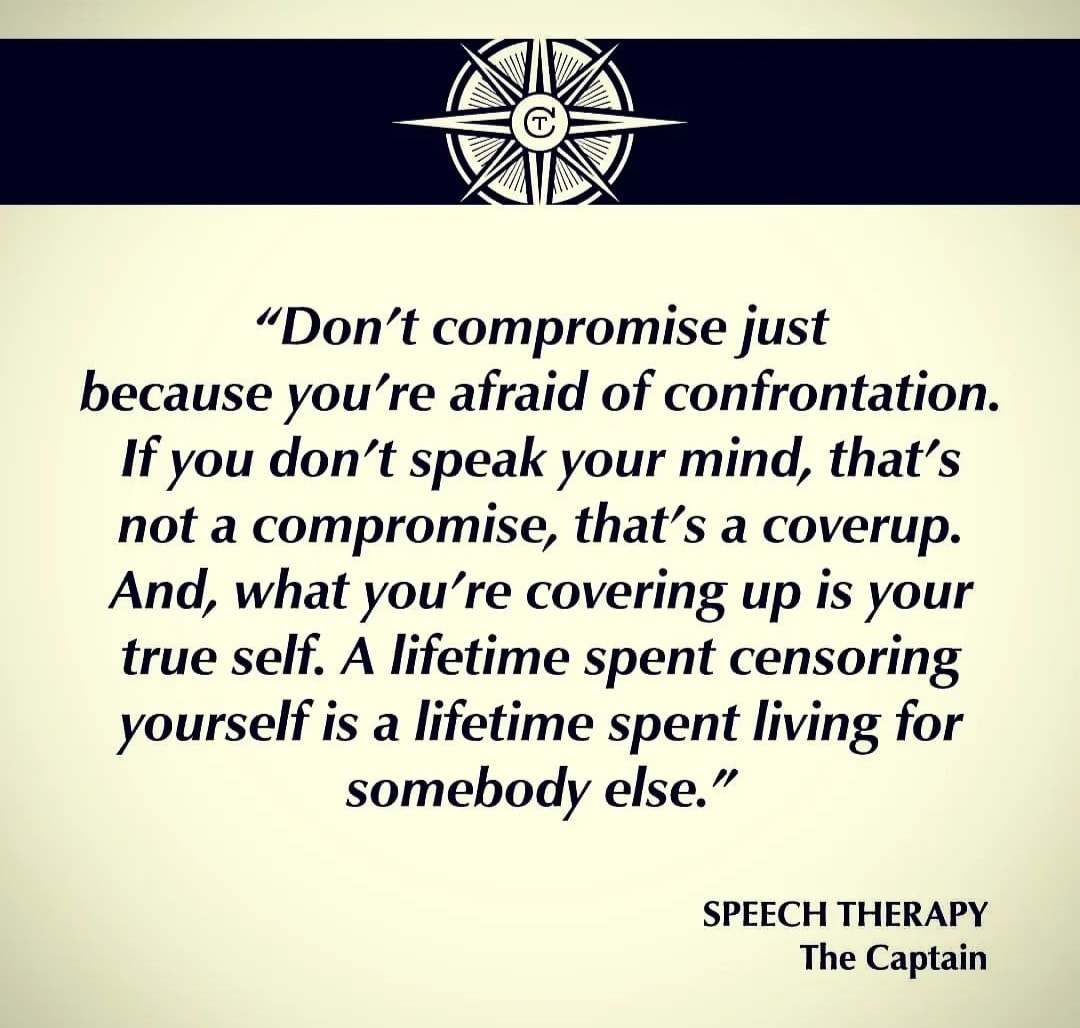 CT
“Don’t compromise just
because you’re afraid of confrontation.
If you don’t speak your mind, that’s
not a compromise, that’s a coverup.
And, what you’re covering up is your
true self. A lifetime spent censoring
yourself is a lifetime spent living for
somebody else.”
SPEECH THERAPY
The Captain